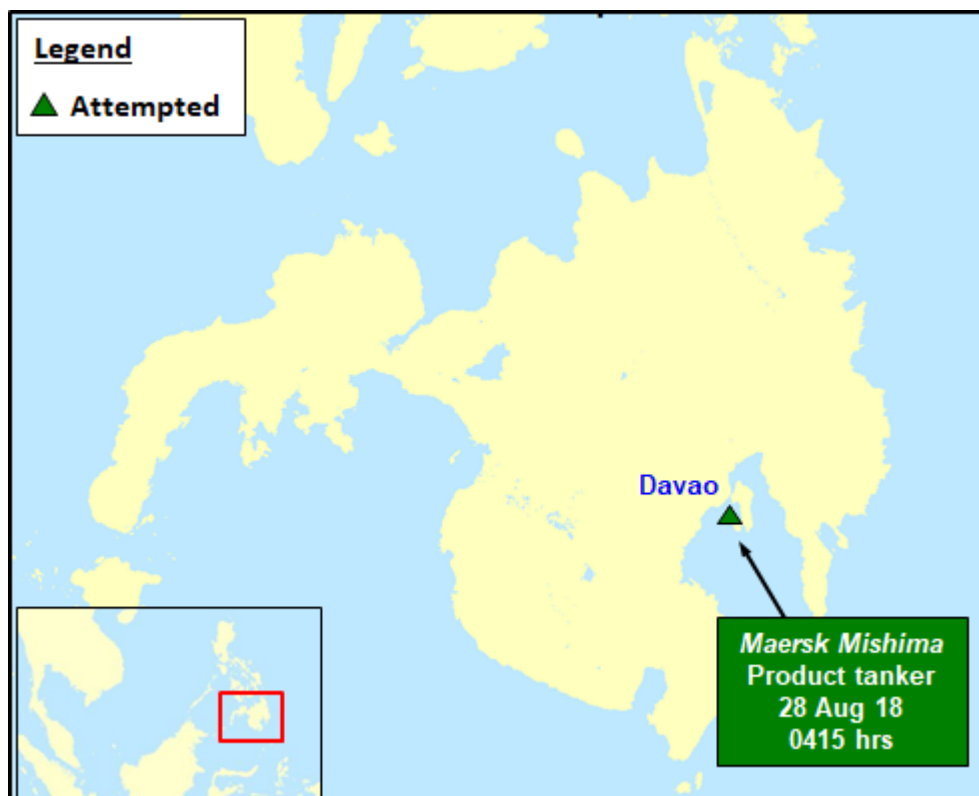 Legend
Attempted
Davao
Maersk Mishima
Product tanker
28 Aug 18
0415 hrs